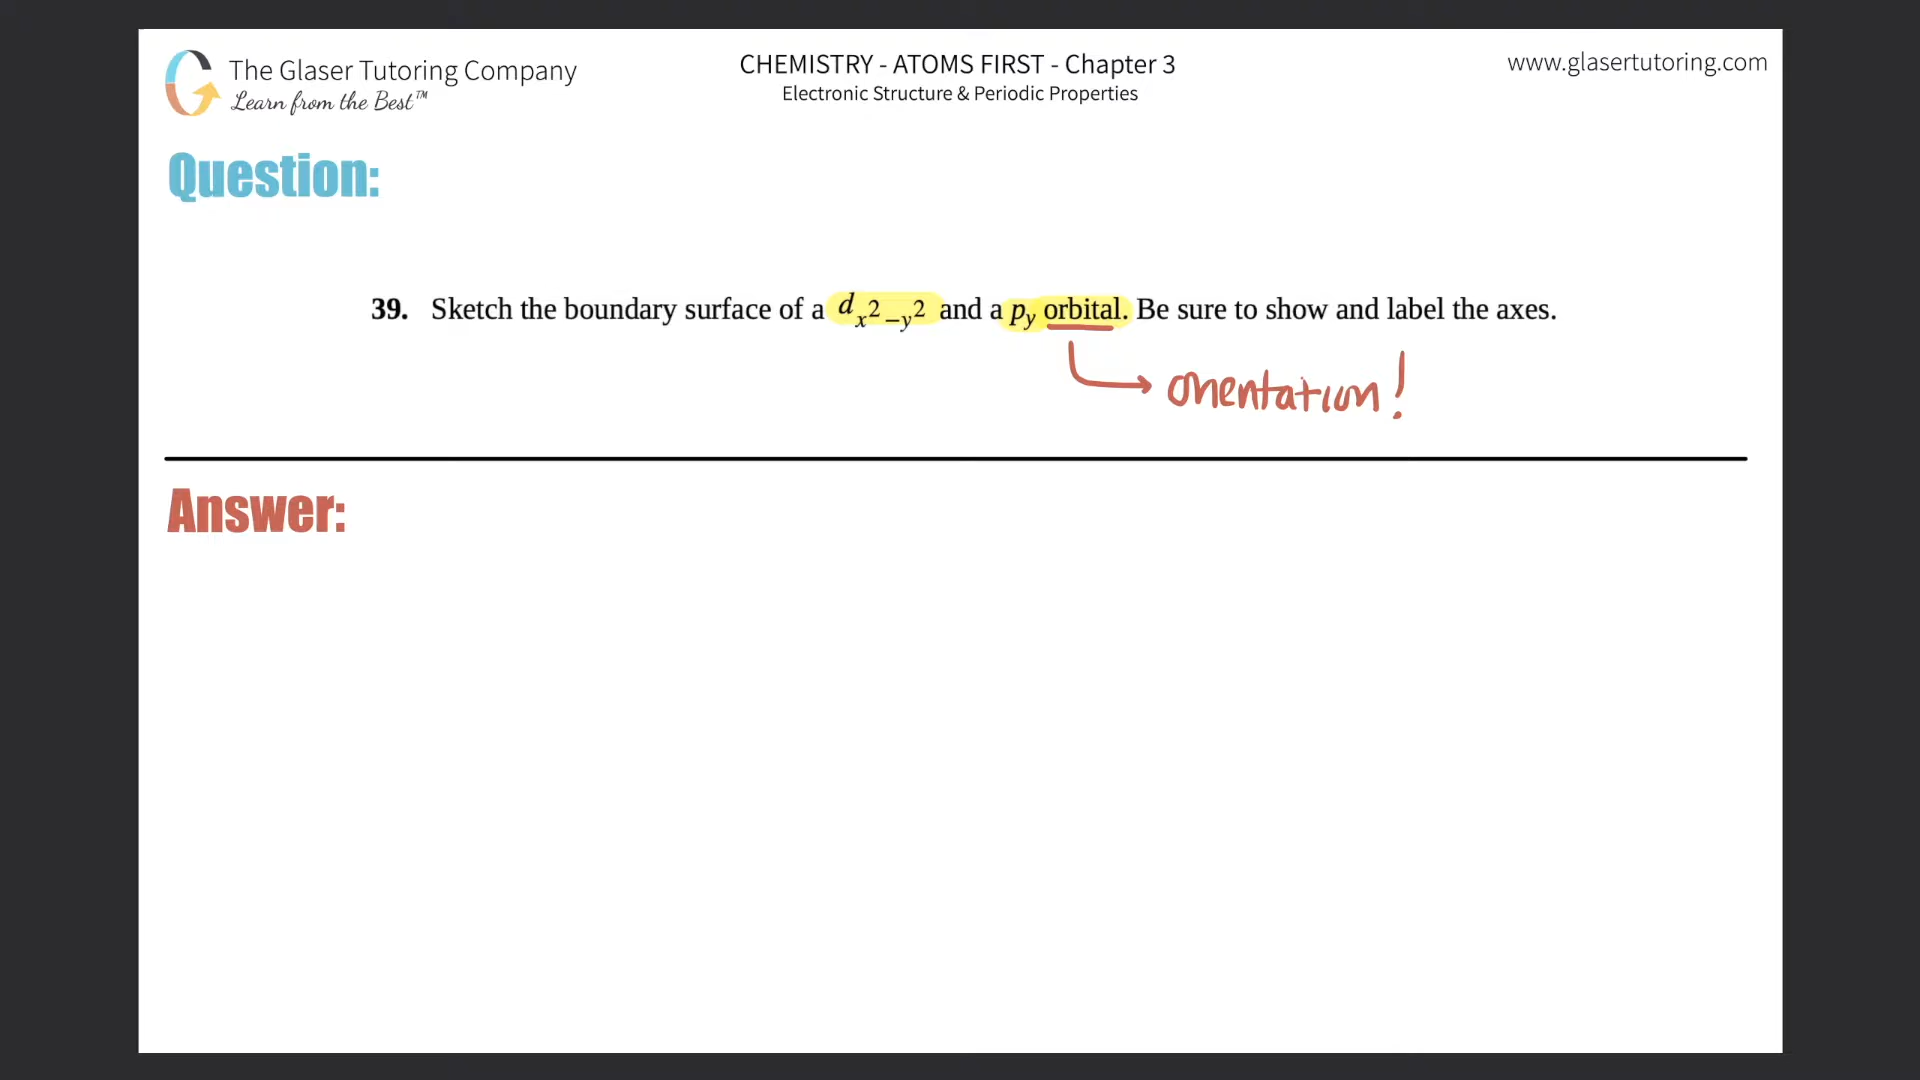 The Glaser Tutoring Company
Learn from the Best™
CHEMISTRY - ATOMS FIRST - Chapter 3
Electronic Structure & Periodic Properties
www.glasertutoring.com
Question:
39. Sketch the boundary surface of a dx2−y2 and a py orbital. Be sure to show and label the axes.
orientation!
Answer: